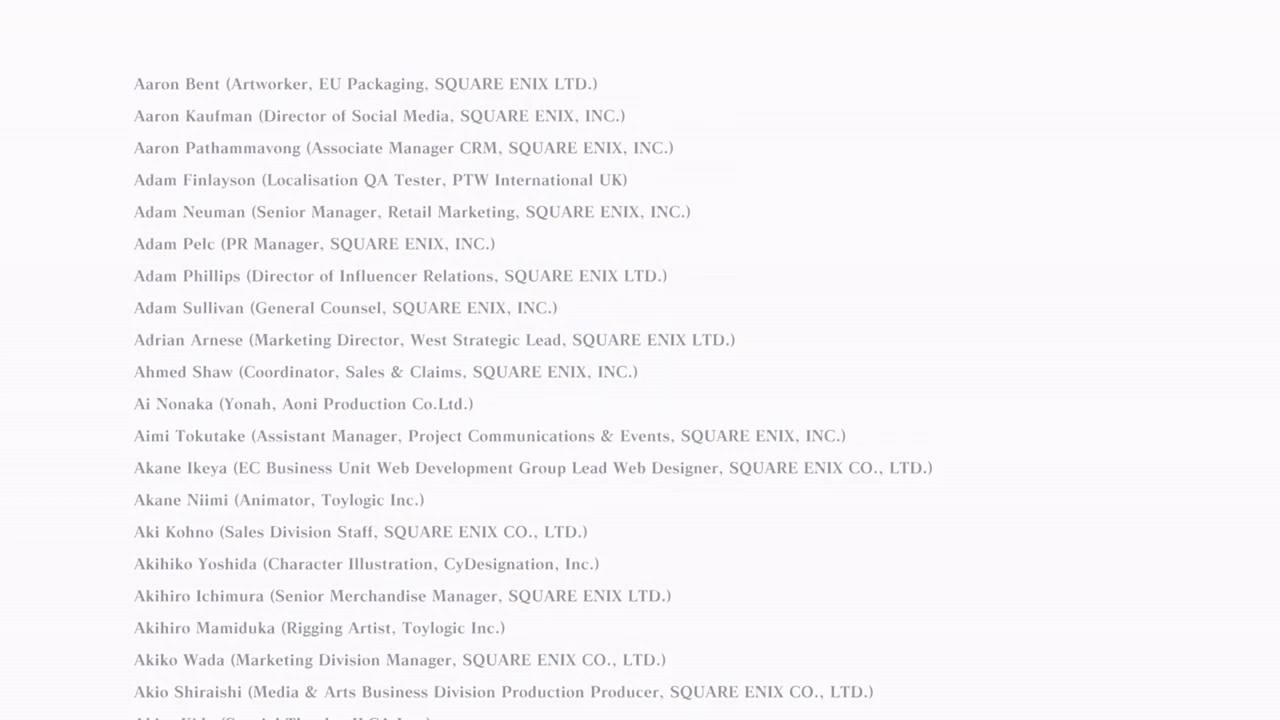 Aaron Bent (Artworker, EU Packaging, SQUARE ENIX LTD.)
Aaron Kaufman (Director of Social Media, SQUARE ENIX, INC.)
Aaron Pathammavong (Associate Manager CRM, SQUARE ENIX, INC.)
Adam Finlayson (Localisation QA Tester, PTW International UK)
Adam Neuman (Senior Manager, Retail Marketing, SQUARE ENIX, INC.)
Adam Pelc (PR Manager, SQUARE ENIX, INC.)
Adam Phillips (Director of Influencer Relations, SQUARE ENIX LTD.)
Adam Sullivan (General Counsel, SQUARE ENIX, INC.)
Adrian Arnese (Marketing Director, West Strategic Lead, SQUARE ENIX LTD.)
Ahmed Shaw (Coordinator, Sales & Claims, SQUARE ENIX, INC.)
Ai Nonaka (Yonah, Aoni Production Co.Ltd.)
Aimi Tokutake (Assistant Manager, Project Communications & Events, SQUARE ENIX, INC.)
Akane Ikeya (EC Business Unit Web Development Group Lead Web Designer, SQUARE ENIX CO., LTD.)
Akane Niimi (Animator, Toylogic Inc.)
Aki Kohno (Sales Division Staff, SQUARE ENIX CO., LTD.)
Akihiko Yoshida (Character Illustration, CyDesignation, Inc.)
Akihiro Ichimura (Senior Merchandise Manager, SQUARE ENIX LTD.)
Akihiro Mamiduka (Rigging Artist, Toylogic Inc.)
Akiko Wada (Marketing Division Manager, SQUARE ENIX CO., LTD.)
Akio Shiraishi (Media & Arts Business Division Production Producer, SQUARE ENIX CO., LTD.)